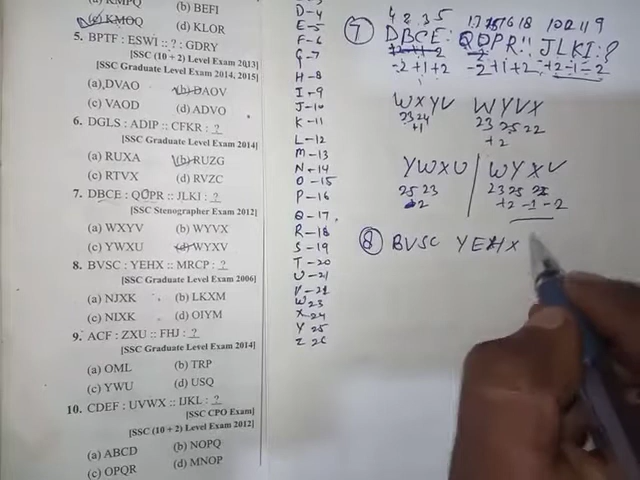 (c) KMOQ
(b) BEFI
(d) KLOR
5. BPTF : ESWI :: ? : GDRY
[SSC (10 + 2) Level Exam 2013]
[SSC Graduate Level Exam 2014, 2015]
(a) DVAO
(b) DAOV
(c) VAOD
(d) ADVO
6. DGLS : ADIP :: CFKR : ?
[SSC Graduate Level Exam 2014]
(a) RUXA
(b) RUZG
(c) RTVX
(d) RVZC
7. DBCE : QOPR :: JLKI : ?
[SSC Stenographer Exam 2012]
(a) WXYV
(b) WYVX
(c) YWXU
(d) WYXV
8. BVSC : YEHX :: MRCP : ?
[SSC Graduate Level Exam 2006]
(a) NJXK
(b) LKXM
(c) NIXK
(d) OIYM
9. ACF : ZXU :: FHJ : ?
[SSC Graduate Level Exam 2014]
(a) OML
(b) TRP
(c) YWU
(d) USQ
10. CDEF : UVWX :: IJKL : ?
[SSC CPO Exam]
[SSC (10 + 2) Level Exam 2012]
(a) ABCD
(b) NOPQ
(c) OPQR
(d) MNOP
D-4
E-5
F-6
G-7
H-8
I-9
J-10
K-11
L-12
M-13
N-14
O-15
P-16
Q-17
R-18
S-19
T-20
U-21
W 23
X 24
Y 25
Z 26
4 2 3 5
10 12 11 9
7 DBCE : QOPR :: JLKI : ?
-2 +1 +2
-2 +1 +2,
+2 -1 -2
WXYV
WYVX
23 24
23 25 22
+1
+2
YWXU
WYXV
25 23
23 25
-2
+2 -1 -2
8 BVSC YEHX